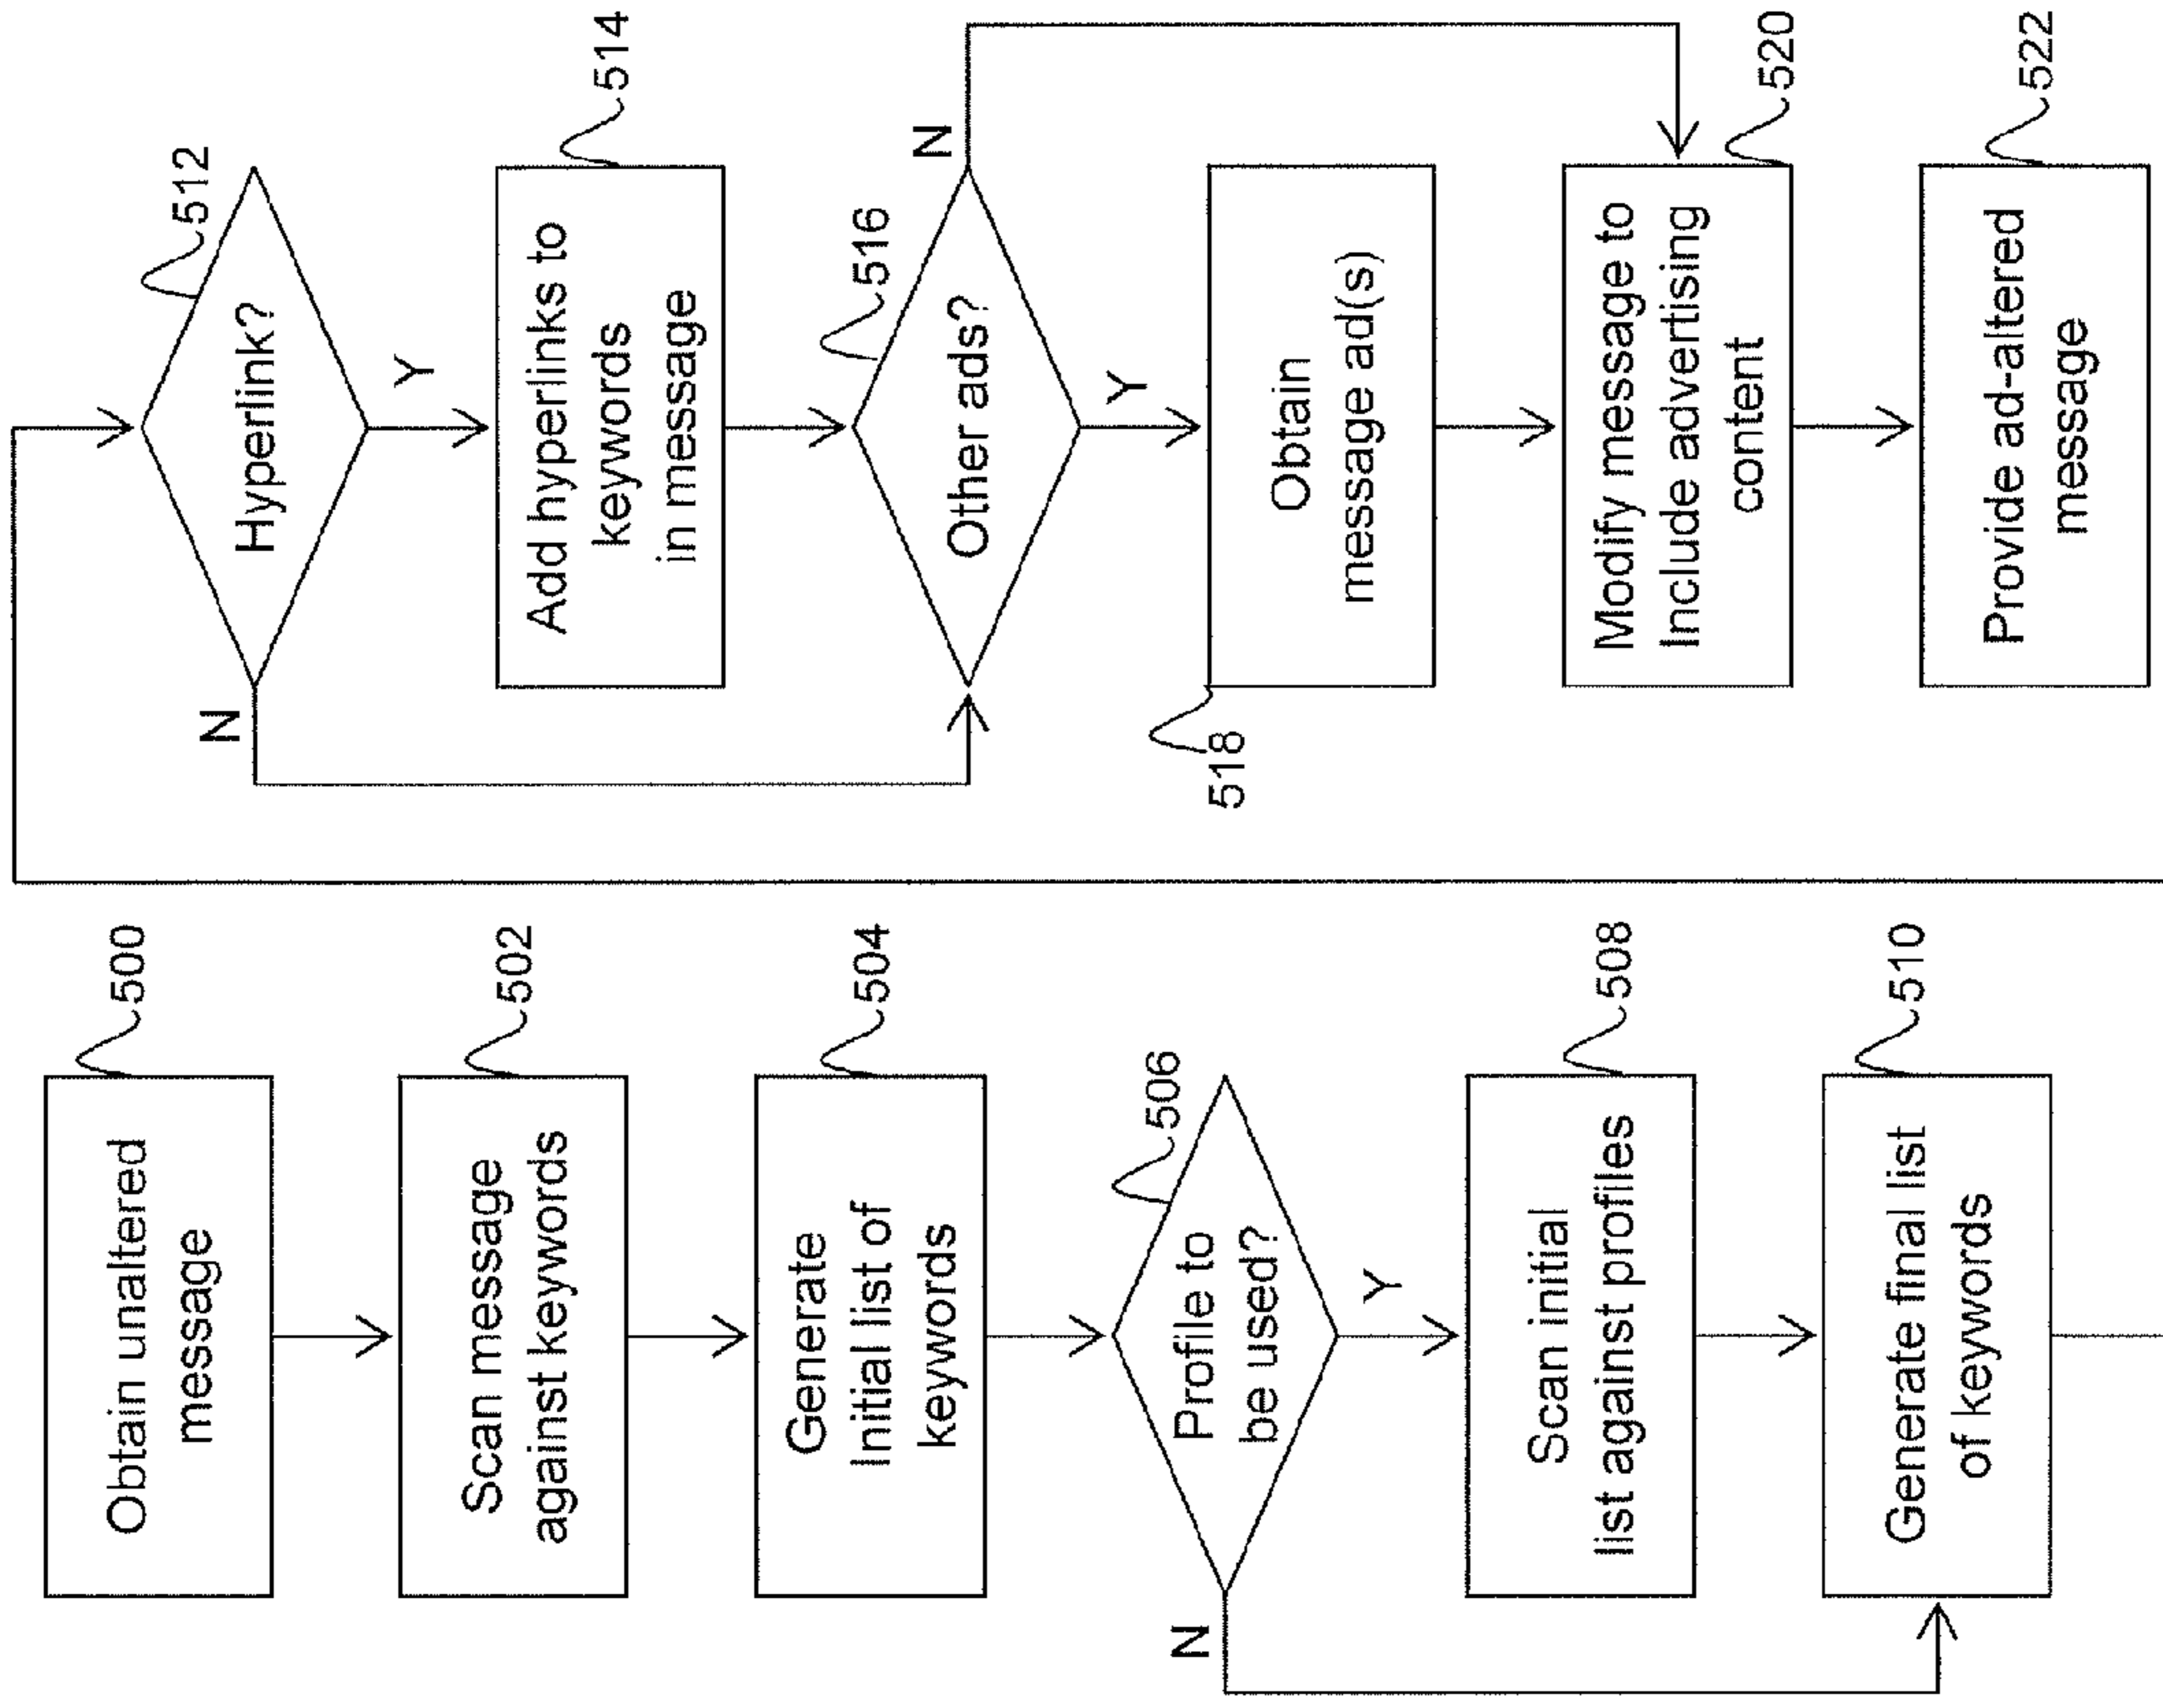 Obtain unaltered
message
500
Scan message
against keywords
502
Generate
Initial list of
keywords
504
Profile to
be used?
506
N
Y
Scan initial
list against profiles
508
Generate final list
of keywords
510
Hyperlink?
512
N
Y
Add hyperlinks to
keywords
in message
514
Other ads?
516
N
Y
Obtain
message ad(s)
518
Modify message to
Include advertising
content
520
Provide ad-altered
message
522